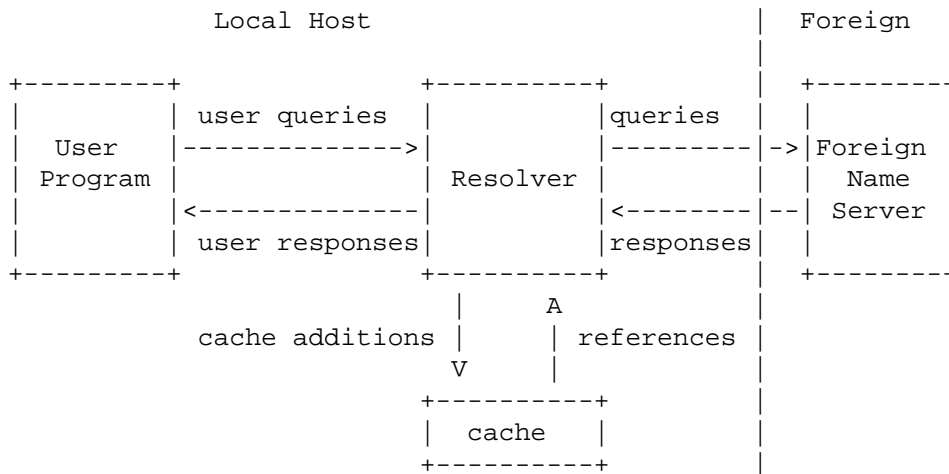 Local Host                        |  Foreign
                                                   |
+---------+               +----------+             |  +---------
|         | user queries  |          |queries      |  |
|  User   |-------------->|          |---------|->|Foreign
| Program |               | Resolver |         |  |  Name
|         |<--------------|          |<--------|--| Server
|         | user responses|          |responses|  |
+---------+               +----------+         |  +---------
                            |     A            |
            cache additions |     | references |
                            V     |            |
                          +----------+         |
                          |  cache   |         |
                          +----------+         |